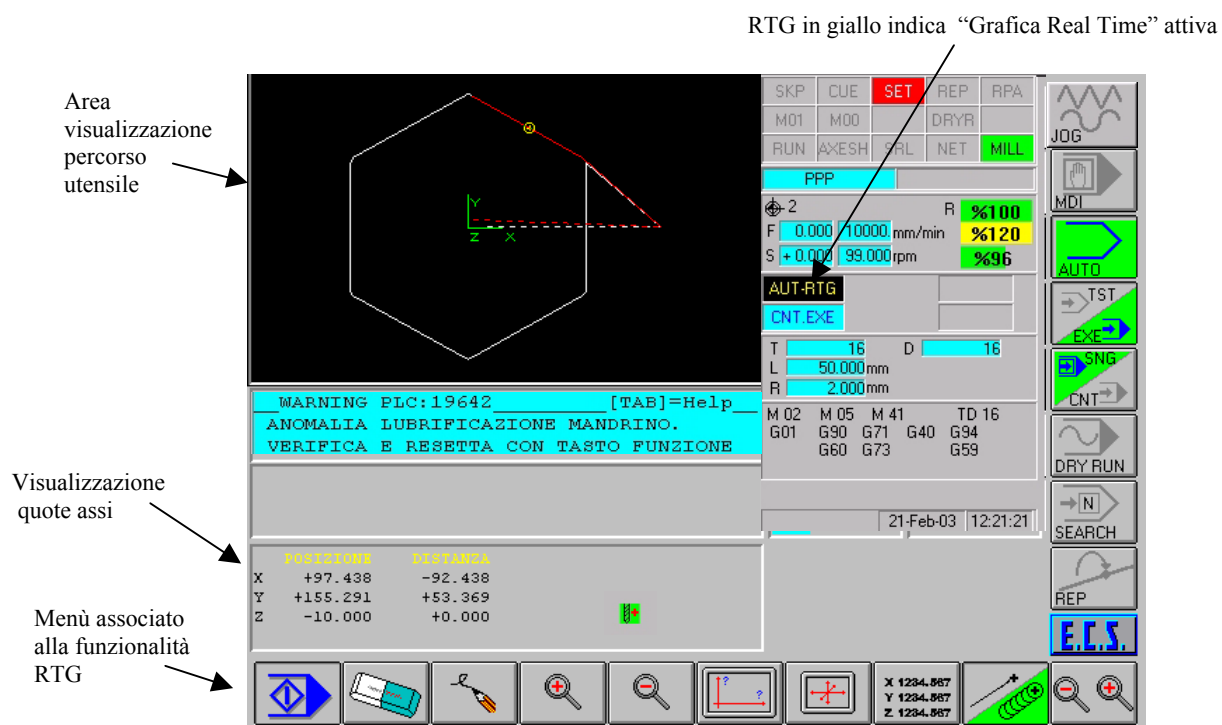 RTG in giallo indica “Grafica Real Time” attiva
Area
visualizzazione
percorso
utensile
Y
Z X
SKP CUE SET REP RPA
M01 M00 DRYR
RUN AXESH SRL NET MILL
PPP
2 R %100
F 0.000 10000. mm/min %120
S + 0.000 99.000 rpm %96
AUT-RTG
CNT.EXE
T 16 D 16
L 50.000 mm
R 2.000 mm
M 02 M 05 M 41 TD 16
G01 G90 G71 G40 G94
G60 G73 G59
21-Feb-03 12:21:21
WARNING PLC:19642 [TAB]=Help
ANOMALIA LUBRIFICAZIONE MANDRINO.
VERIFICA E RESETTA CON TASTO FUNZIONE
Visualizzazione
quote assi
POSIZIONE DISTANZA
X +97.438 -92.438
Y +155.291 +53.369
Z -10.000 +0.000
Menù associato
alla funzionalità
RTG
? ?
X 1234.567
Y 1234.567
Z 1234.567
JOG
MDI
AUTO
TST
EXE
SNG
CNT
DRY RUN
N
SEARCH
REP
E.C.S.